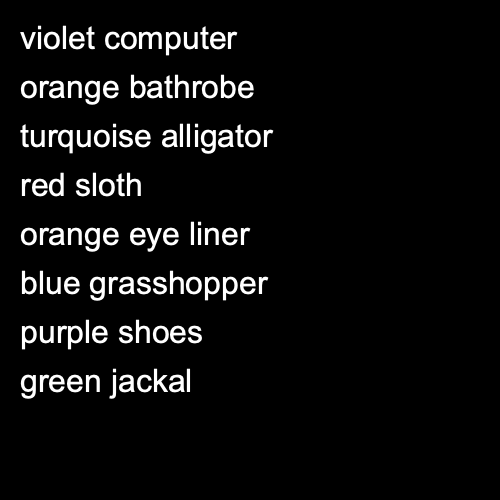 violet computer
orange bathrobe
turquoise alligator
red sloth
orange eye liner
blue grasshopper
purple shoes
green jackal